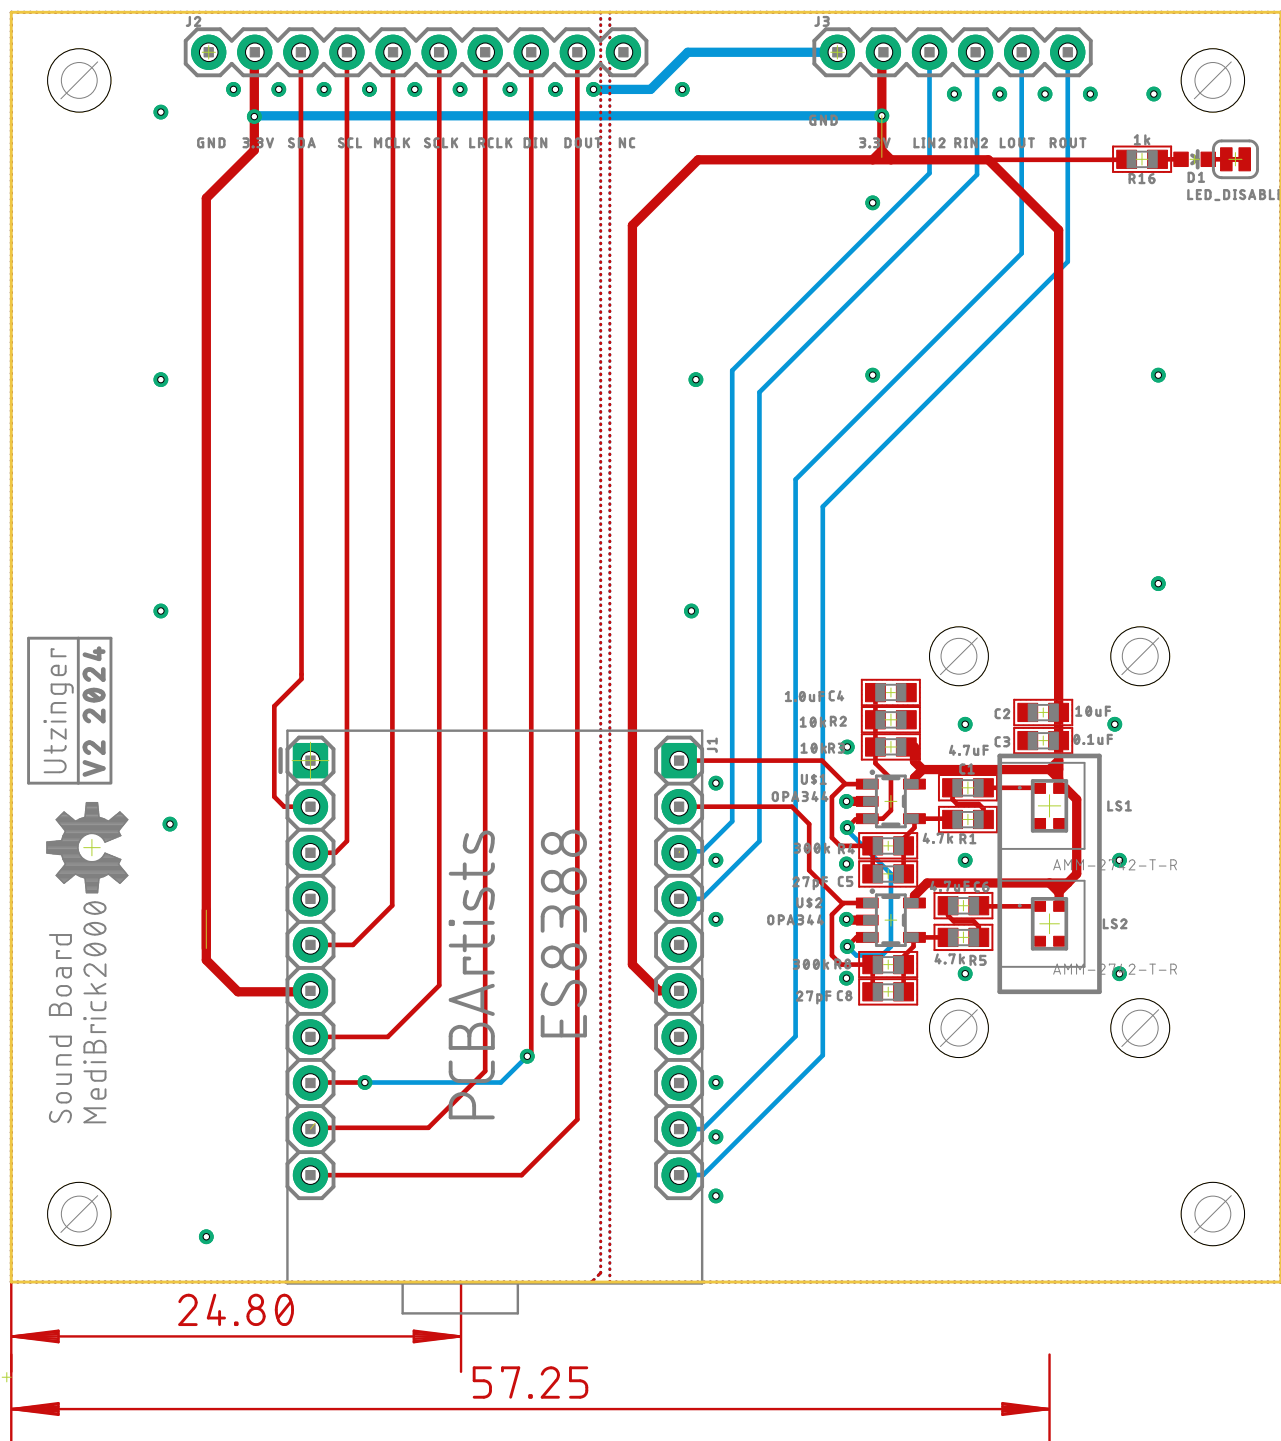 J2
J3
GND 3.3V SDA SCL MCLK SCLK LRCLK DIN DOUT NC
GND
3.3V LIN2 RIN2 LOUT ROUT
1k
R16
D1
LED_DISABLE
Utzinger
V2 2024
Sound Board
MediBrick2000
PCBArtists
ES8388
J1
1.0uF C4
10k R2
10k R3
U$1
OPA344
300k R4
27pF C5
U$2
OPA344
300k R8
27pF C8
C2 10uF
C3 0.1uF
4.7uF
C1
4.7k R1
4.7uF C6
4.7k R5
LS1
AMM-2742-T-R
LS2
AMM-2742-T-R
24.80
57.25